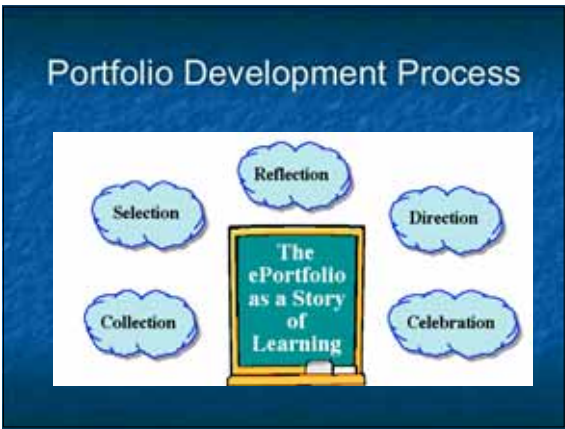 Portfolio Development Process
Reflection
Selection
Direction
The
ePortfolio
as a Story
of
Learning
Collection
Celebration